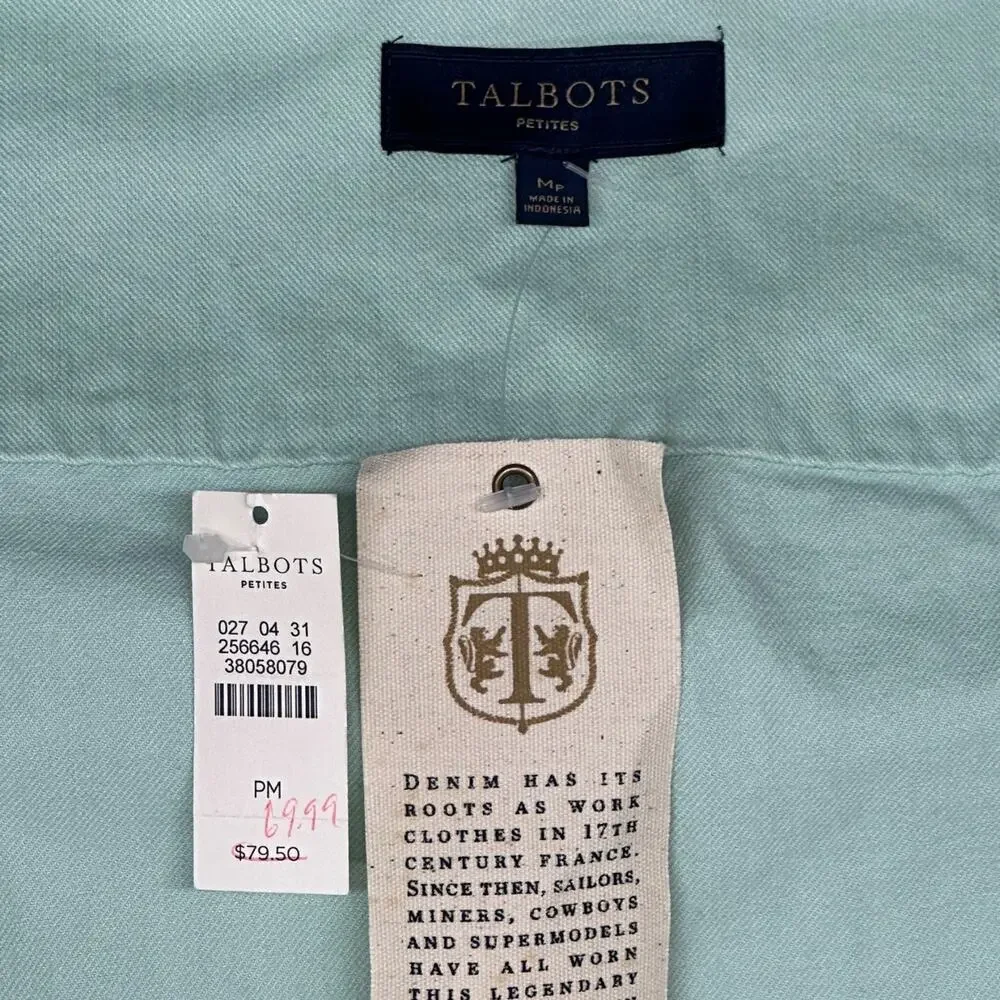 TALBOTS
PETITES
MP
MADE IN
INDONESIA
TALBOTS
PETITES
027 04 31
256646 16
38058079
PM
69.99
$79.50
T
DENIM HAS ITS
ROOTS AS WORK
CLOTHES IN 17TH
CENTURY FRANCE.
SINCE THEN, SAILORS,
MINERS, COWBOYS
AND SUPERMODELS
HAVE ALL WORN
THIS LEGENDARY